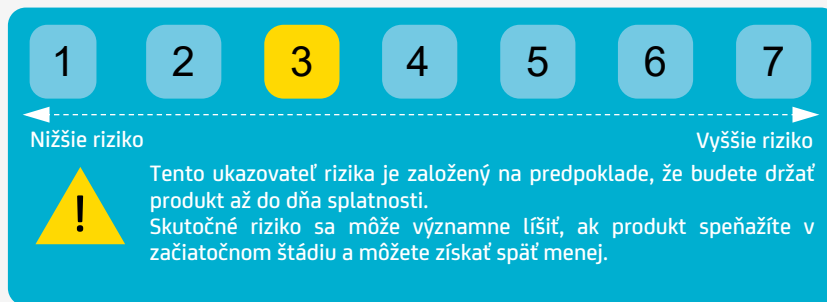 1 2 3 4 5 6 7
Nižšie riziko Vyššie riziko
Tento ukazovateľ rizika je založený na predpoklade, že budete držať
produkt až do dňa splatnosti.
Skutočné riziko sa môže významne líšiť, ak produkt speňažíte v
začiatočnom štádiu a môžete získať späť menej.
!